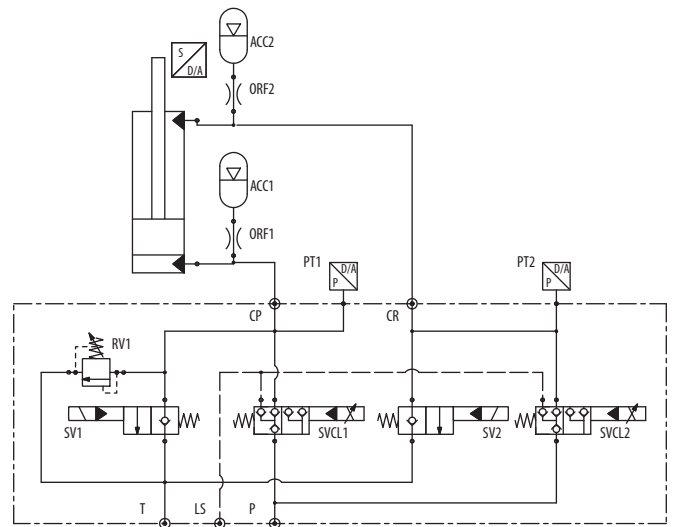 ACC2
S
D/A
ORF2
ACC1
ORF1
PT1
D/A
P
PT2
D/A
P
CP
CR
RV1
SV1
SVCL1
SV2
SVCL2
T
LS
P